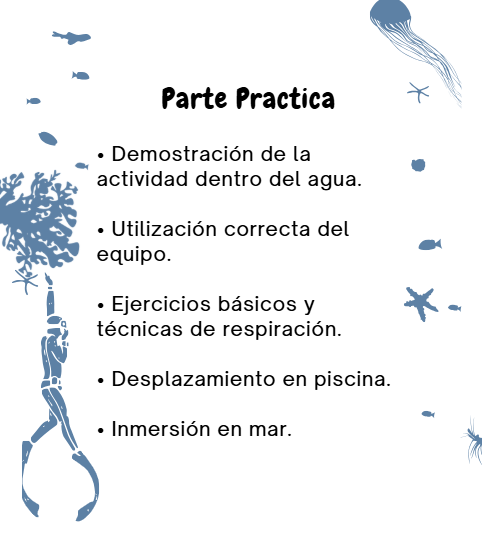 Parte Practica
• Demostración de la
actividad dentro del agua.
• Utilización correcta del
equipo.
• Ejercicios básicos y
técnicas de respiración.
• Desplazamiento en piscina.
• Inmersión en mar.